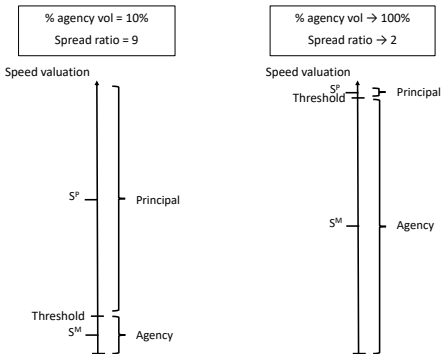 % agency vol = 10%
Spread ratio = 9
Speed valuation
Sᴾ
Principal
Threshold
Sᴹ
Agency
% agency vol → 100%
Spread ratio → 2
Speed valuation
Sᴾ
Principal
Threshold
Sᴹ
Agency